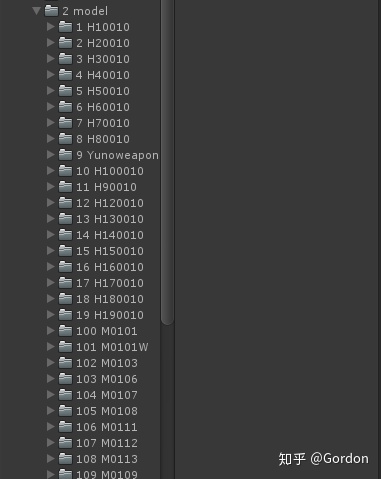 2 model
1 H10010
2 H20010
3 H30010
4 H40010
5 H50010
6 H60010
7 H70010
8 H80010
9 Yunoweapon
10 H100010
11 H90010
12 H120010
13 H130010
14 H140010
15 H150010
16 H160010
17 H170010
18 H180010
19 H190010
100 M0101
101 M0101W
102 M0103
103 M0106
104 M0107
105 M0108
106 M0111
107 M0112
108 M0113
109 M0109
知乎 @Gordon